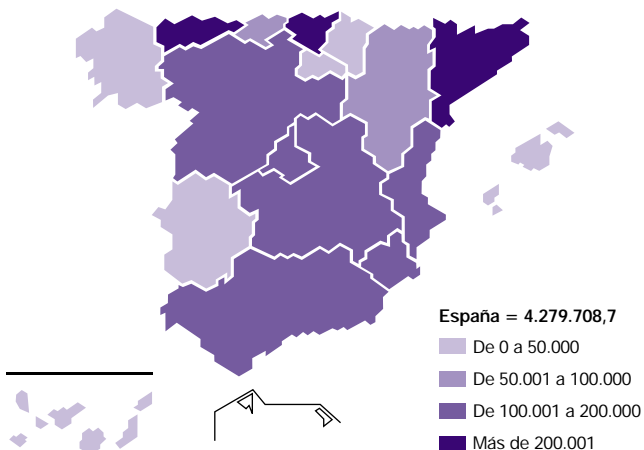 España = 4.279.708,7
De 0 a 50.000
De 50.001 a 100.000
De 100.001 a 200.000
Más de 200.001